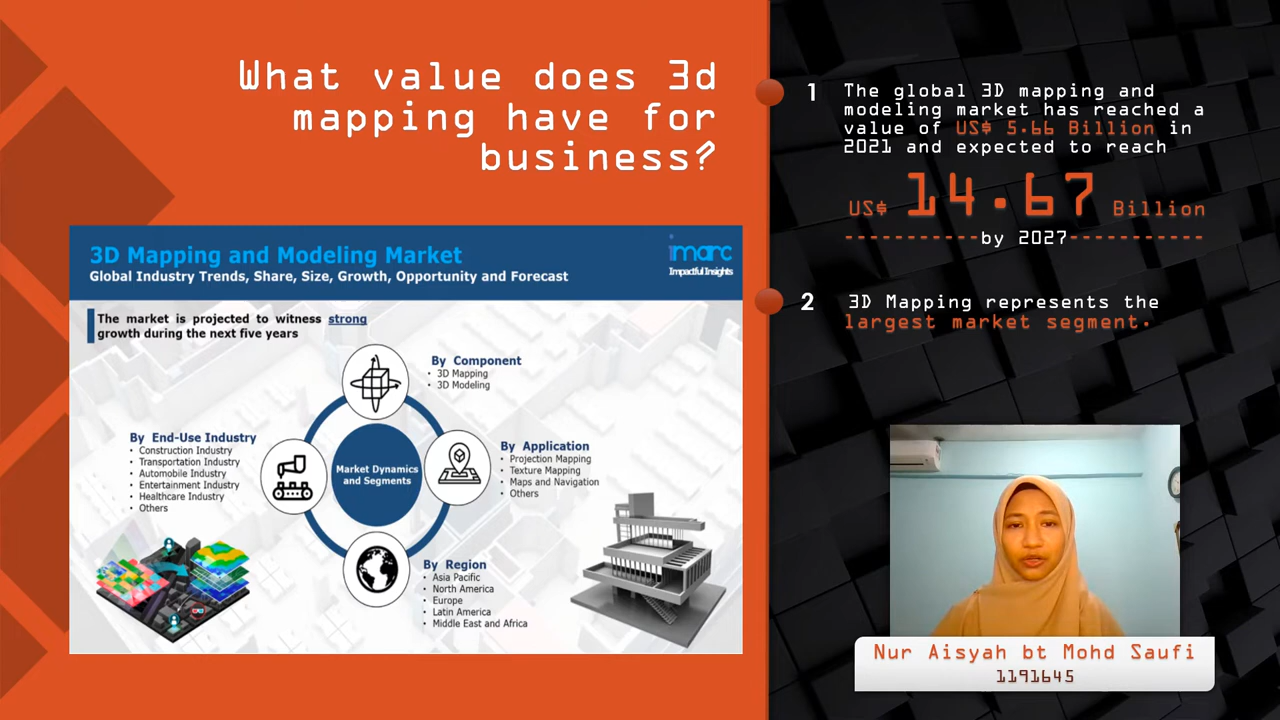 What value does 3d
mapping have for
business?
3D Mapping and Modeling Market
Global Industry Trends, Share, Size, Growth, Opportunity and Forecast
imarc
Impactful Insights
The market is projected to witness strong
growth during the next five years
By Component
• 3D Mapping
• 3D Modeling
By End-Use Industry
• Construction Industry
• Transportation Industry
• Automobile Industry
• Entertainment Industry
• Healthcare Industry
• Others
Market Dynamics
and Segments
By Application
• Projection Mapping
• Texture Mapping
• Maps and Navigation
• Others
By Region
• Asia Pacific
• North America
• Europe
• Latin America
• Middle East and Africa
1
The global 3D mapping and
modeling market has reached a
value of US$ 5.66 Billion in
2021 and expected to reach
US$ 14.67 Billion
-----------by 2027-----------
2
3D Mapping represents the
largest market segment.
Nur Aisyah bt Mohd Saufi
1191645